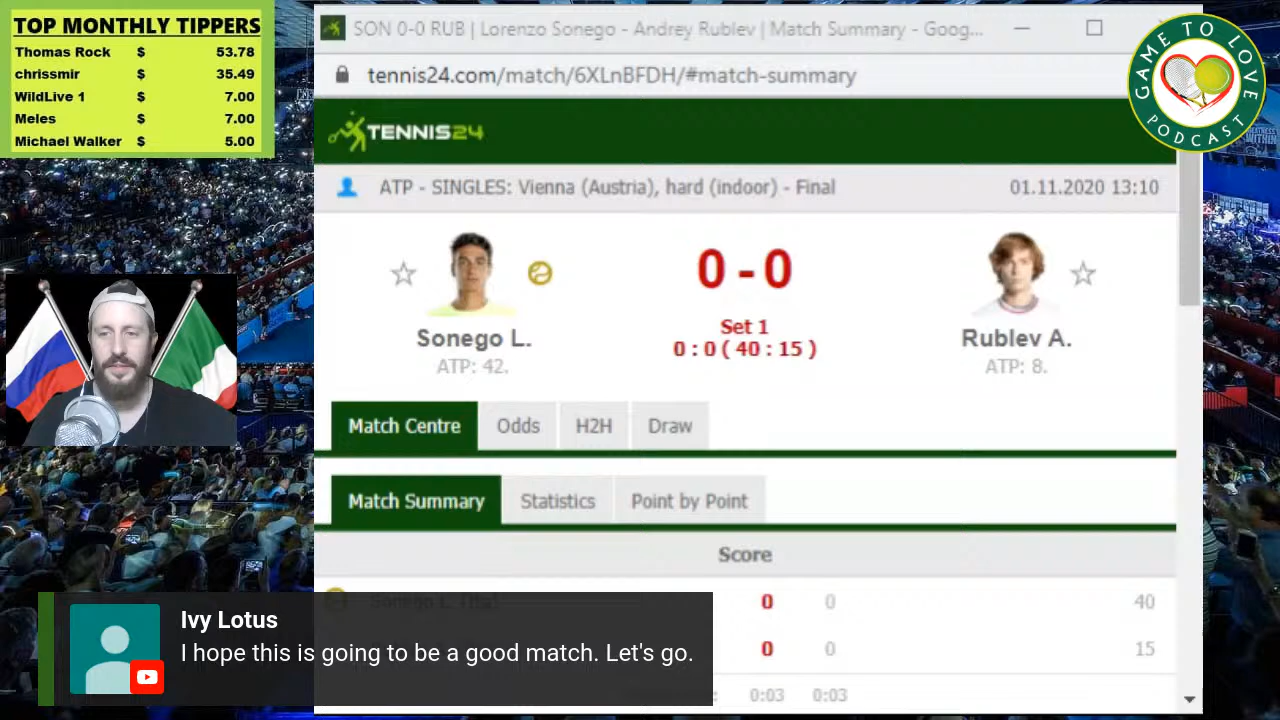 TOP MONTHLY TIPPERS
Thomas Rock $ 53.78
chrissmir $ 35.49
WildLive 1 $ 7.00
Meles $ 7.00
Michael Walker $ 5.00
SON 0-0 RUB | Lorenzo Sonego - Andrey Rublev | Match Summary - Goog...
tennis24.com/match/6XLnBFDH/#match-summary
GAME TO LOVE PODCAST
TENNIS24
ATP - SINGLES: Vienna (Austria), hard (indoor) - Final 01.11.2020 13:10
0 - 0
Set 1
0 : 0 ( 40 : 15 )
Sonego L.
ATP: 42.
Rublev A.
ATP: 8.
Match Centre Odds H2H Draw
Match Summary Statistics Point by Point
Score
0 0 40
0 0 15
0:03 0:03
Ivy Lotus
I hope this is going to be a good match. Let's go.